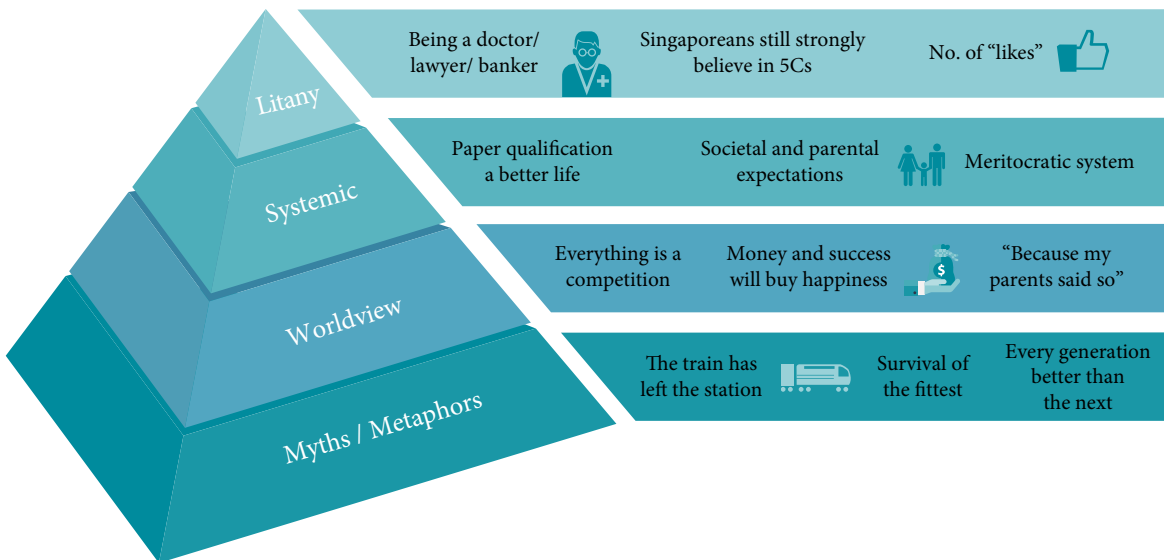 Litany
Being a doctor/
lawyer/ banker
Singaporeans still strongly
believe in 5Cs
No. of “likes”
Systemic
Paper qualification
a better life
Societal and parental
expectations
Meritocratic system
Worldview
Everything is a
competition
Money and success
will buy happiness
$
“Because my
parents said so”
Myths / Metaphors
The train has
left the station
Survival of
the fittest
Every generation
better than
the next